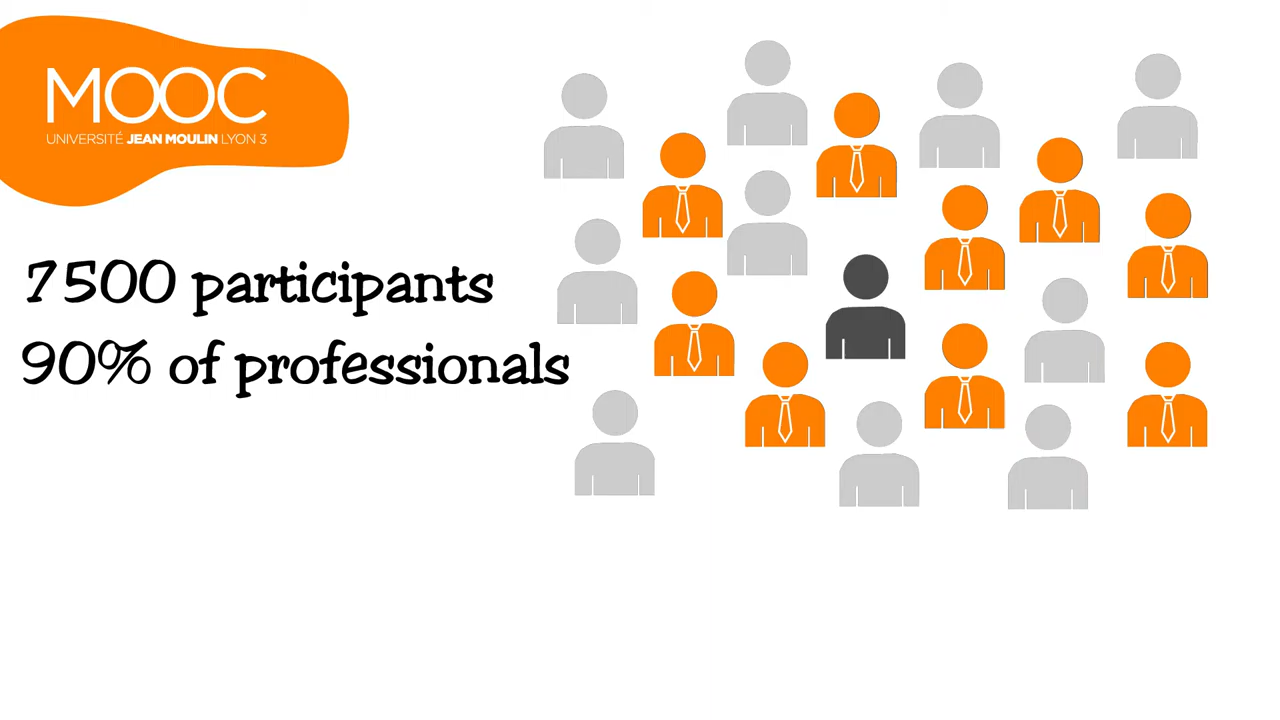 MOOC
UNIVERSITÉ JEAN MOULIN LYON 3
7500 participants
90% of professionals